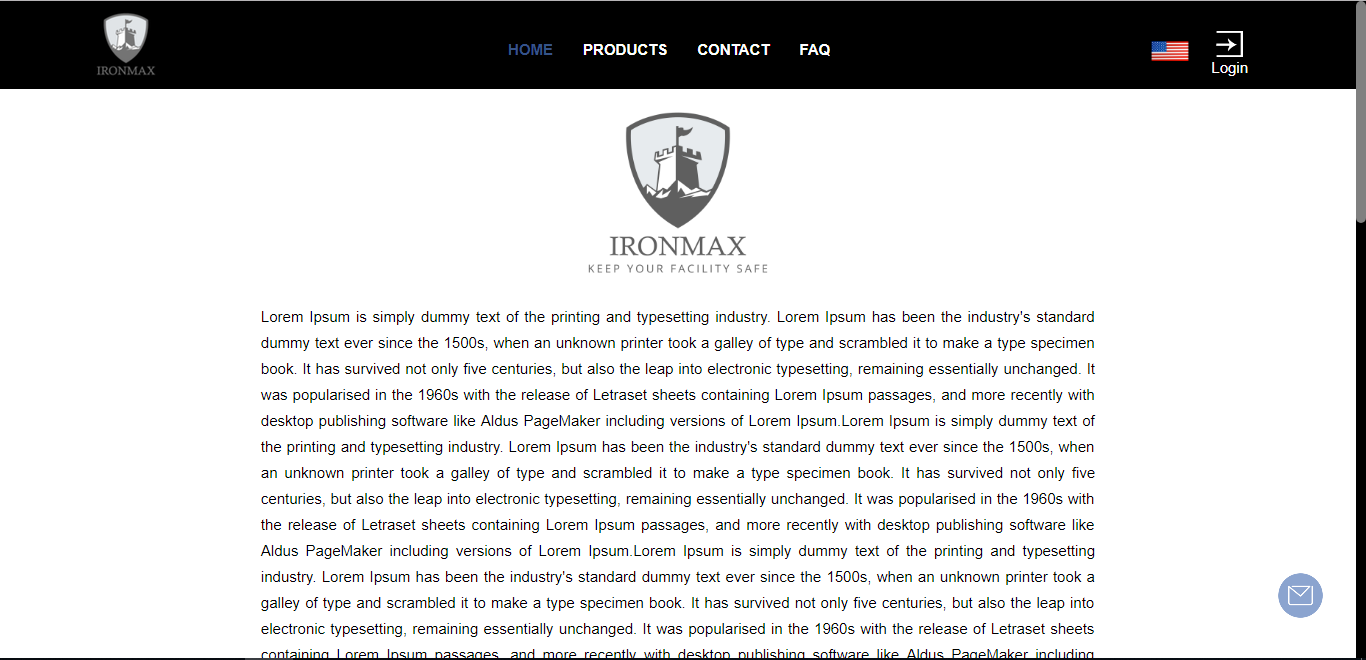 IRONMAX
HOME PRODUCTS CONTACT FAQ
Login
IRONMAX
KEEP YOUR FACILITY SAFE
Lorem Ipsum is simply dummy text of the printing and typesetting industry. Lorem Ipsum has been the industry's standard
dummy text ever since the 1500s, when an unknown printer took a galley of type and scrambled it to make a type specimen
book. It has survived not only five centuries, but also the leap into electronic typesetting, remaining essentially unchanged. It
was popularised in the 1960s with the release of Letraset sheets containing Lorem Ipsum passages, and more recently with
desktop publishing software like Aldus PageMaker including versions of Lorem Ipsum.Lorem Ipsum is simply dummy text of
the printing and typesetting industry. Lorem Ipsum has been the industry's standard dummy text ever since the 1500s, when
an unknown printer took a galley of type and scrambled it to make a type specimen book. It has survived not only five
centuries, but also the leap into electronic typesetting, remaining essentially unchanged. It was popularised in the 1960s with
the release of Letraset sheets containing Lorem Ipsum passages, and more recently with desktop publishing software like
Aldus PageMaker including versions of Lorem Ipsum.Lorem Ipsum is simply dummy text of the printing and typesetting
industry. Lorem Ipsum has been the industry's standard dummy text ever since the 1500s, when an unknown printer took a
galley of type and scrambled it to make a type specimen book. It has survived not only five centuries, but also the leap into
electronic typesetting, remaining essentially unchanged. It was popularised in the 1960s with the release of Letraset sheets
containing Lorem Ipsum passages, and more recently with desktop publishing software like Aldus PageMaker including